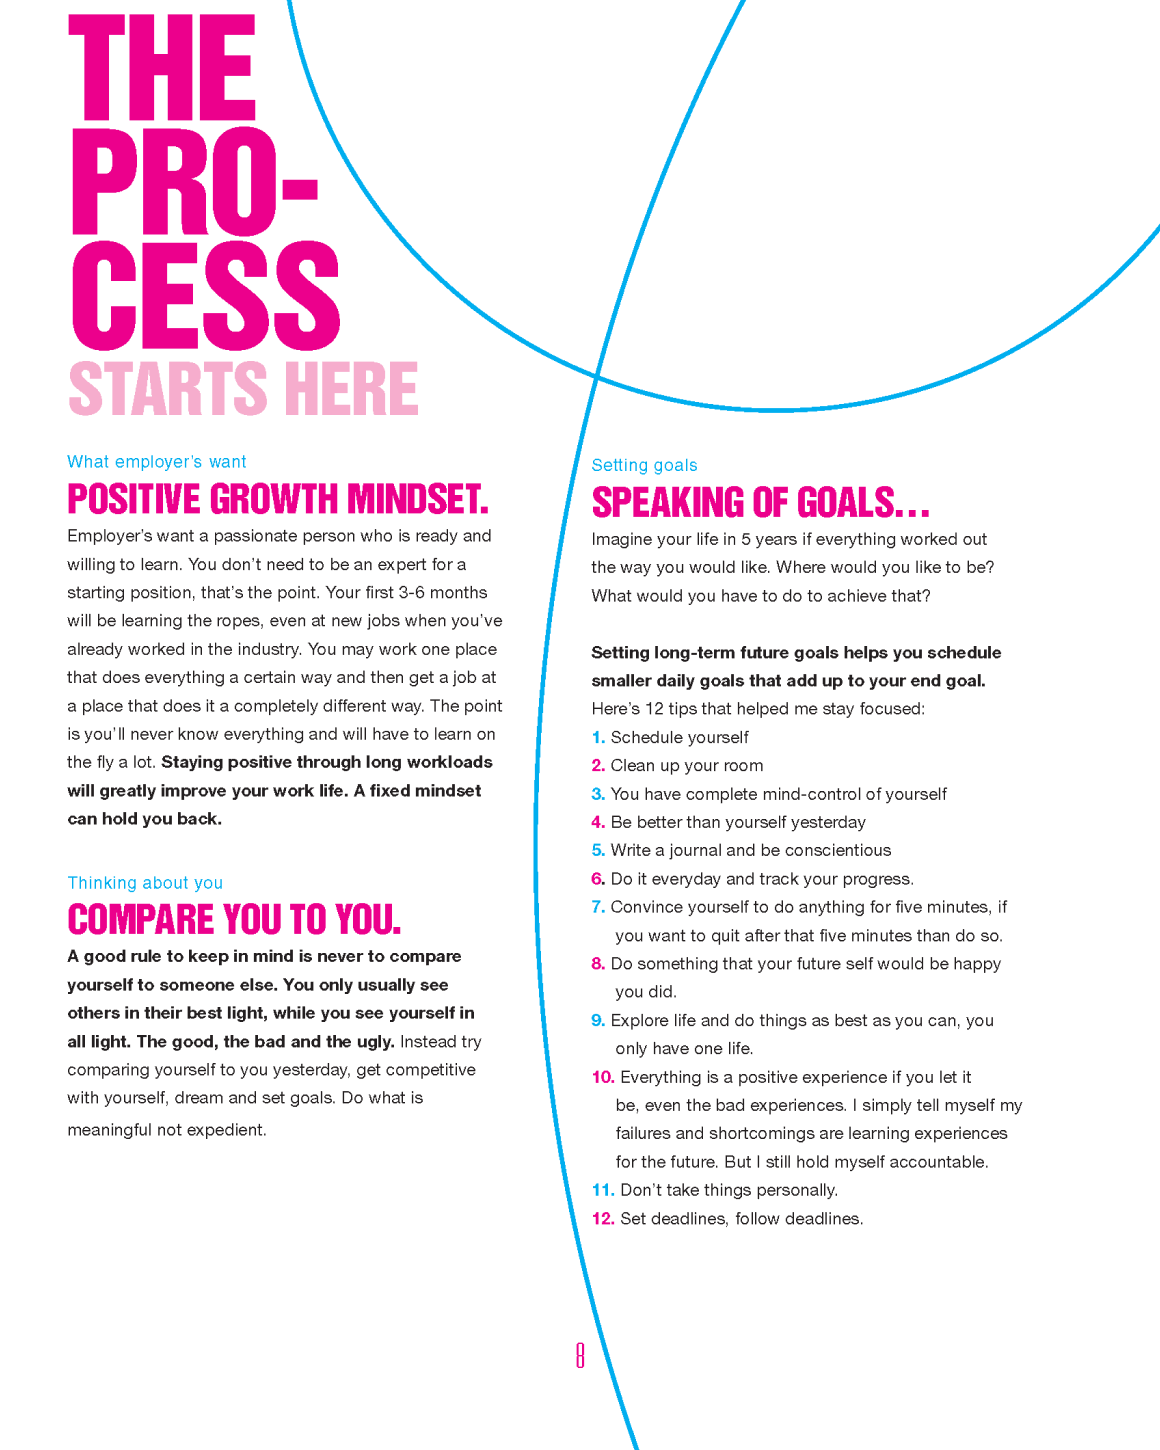 THE
PRO-
CESS
STARTS HERE
What employer's want
POSITIVE GROWTH MINDSET.
Employer's want a passionate person who is ready and
willing to learn. You don't need to be an expert for a
starting position, that's the point. Your first 3-6 months
will be learning the ropes, even at new jobs when you've
already worked in the industry. You may work one place
that does everything a certain way and then get a job at
a place that does it a completely different way. The point
is you'll never know everything and will have to learn on
the fly a lot. Staying positive through long workloads
will greatly improve your work life. A fixed mindset
can hold you back.
Thinking about you
COMPARE YOU TO YOU.
A good rule to keep in mind is never to compare
yourself to someone else. You only usually see
others in their best light, while you see yourself in
all light. The good, the bad and the ugly. Instead try
comparing yourself to you yesterday, get competitive
with yourself, dream and set goals. Do what is
meaningful not expedient.
Setting goals
SPEAKING OF GOALS...
Imagine your life in 5 years if everything worked out
the way you would like. Where would you like to be?
What would you have to do to achieve that?
Setting long-term future goals helps you schedule
smaller daily goals that add up to your end goal.
Here's 12 tips that helped me stay focused:
1. Schedule yourself
2. Clean up your room
3. You have complete mind-control of yourself
4. Be better than yourself yesterday
5. Write a journal and be conscientious
6. Do it everyday and track your progress.
7. Convince yourself to do anything for five minutes, if
you want to quit after that five minutes than do so.
8. Do something that your future self would be happy
you did.
9. Explore life and do things as best as you can, you
only have one life.
10. Everything is a positive experience if you let it
be, even the bad experiences. I simply tell myself my
failures and shortcomings are learning experiences
for the future. But I still hold myself accountable.
11. Don't take things personally.
12. Set deadlines, follow deadlines.
8